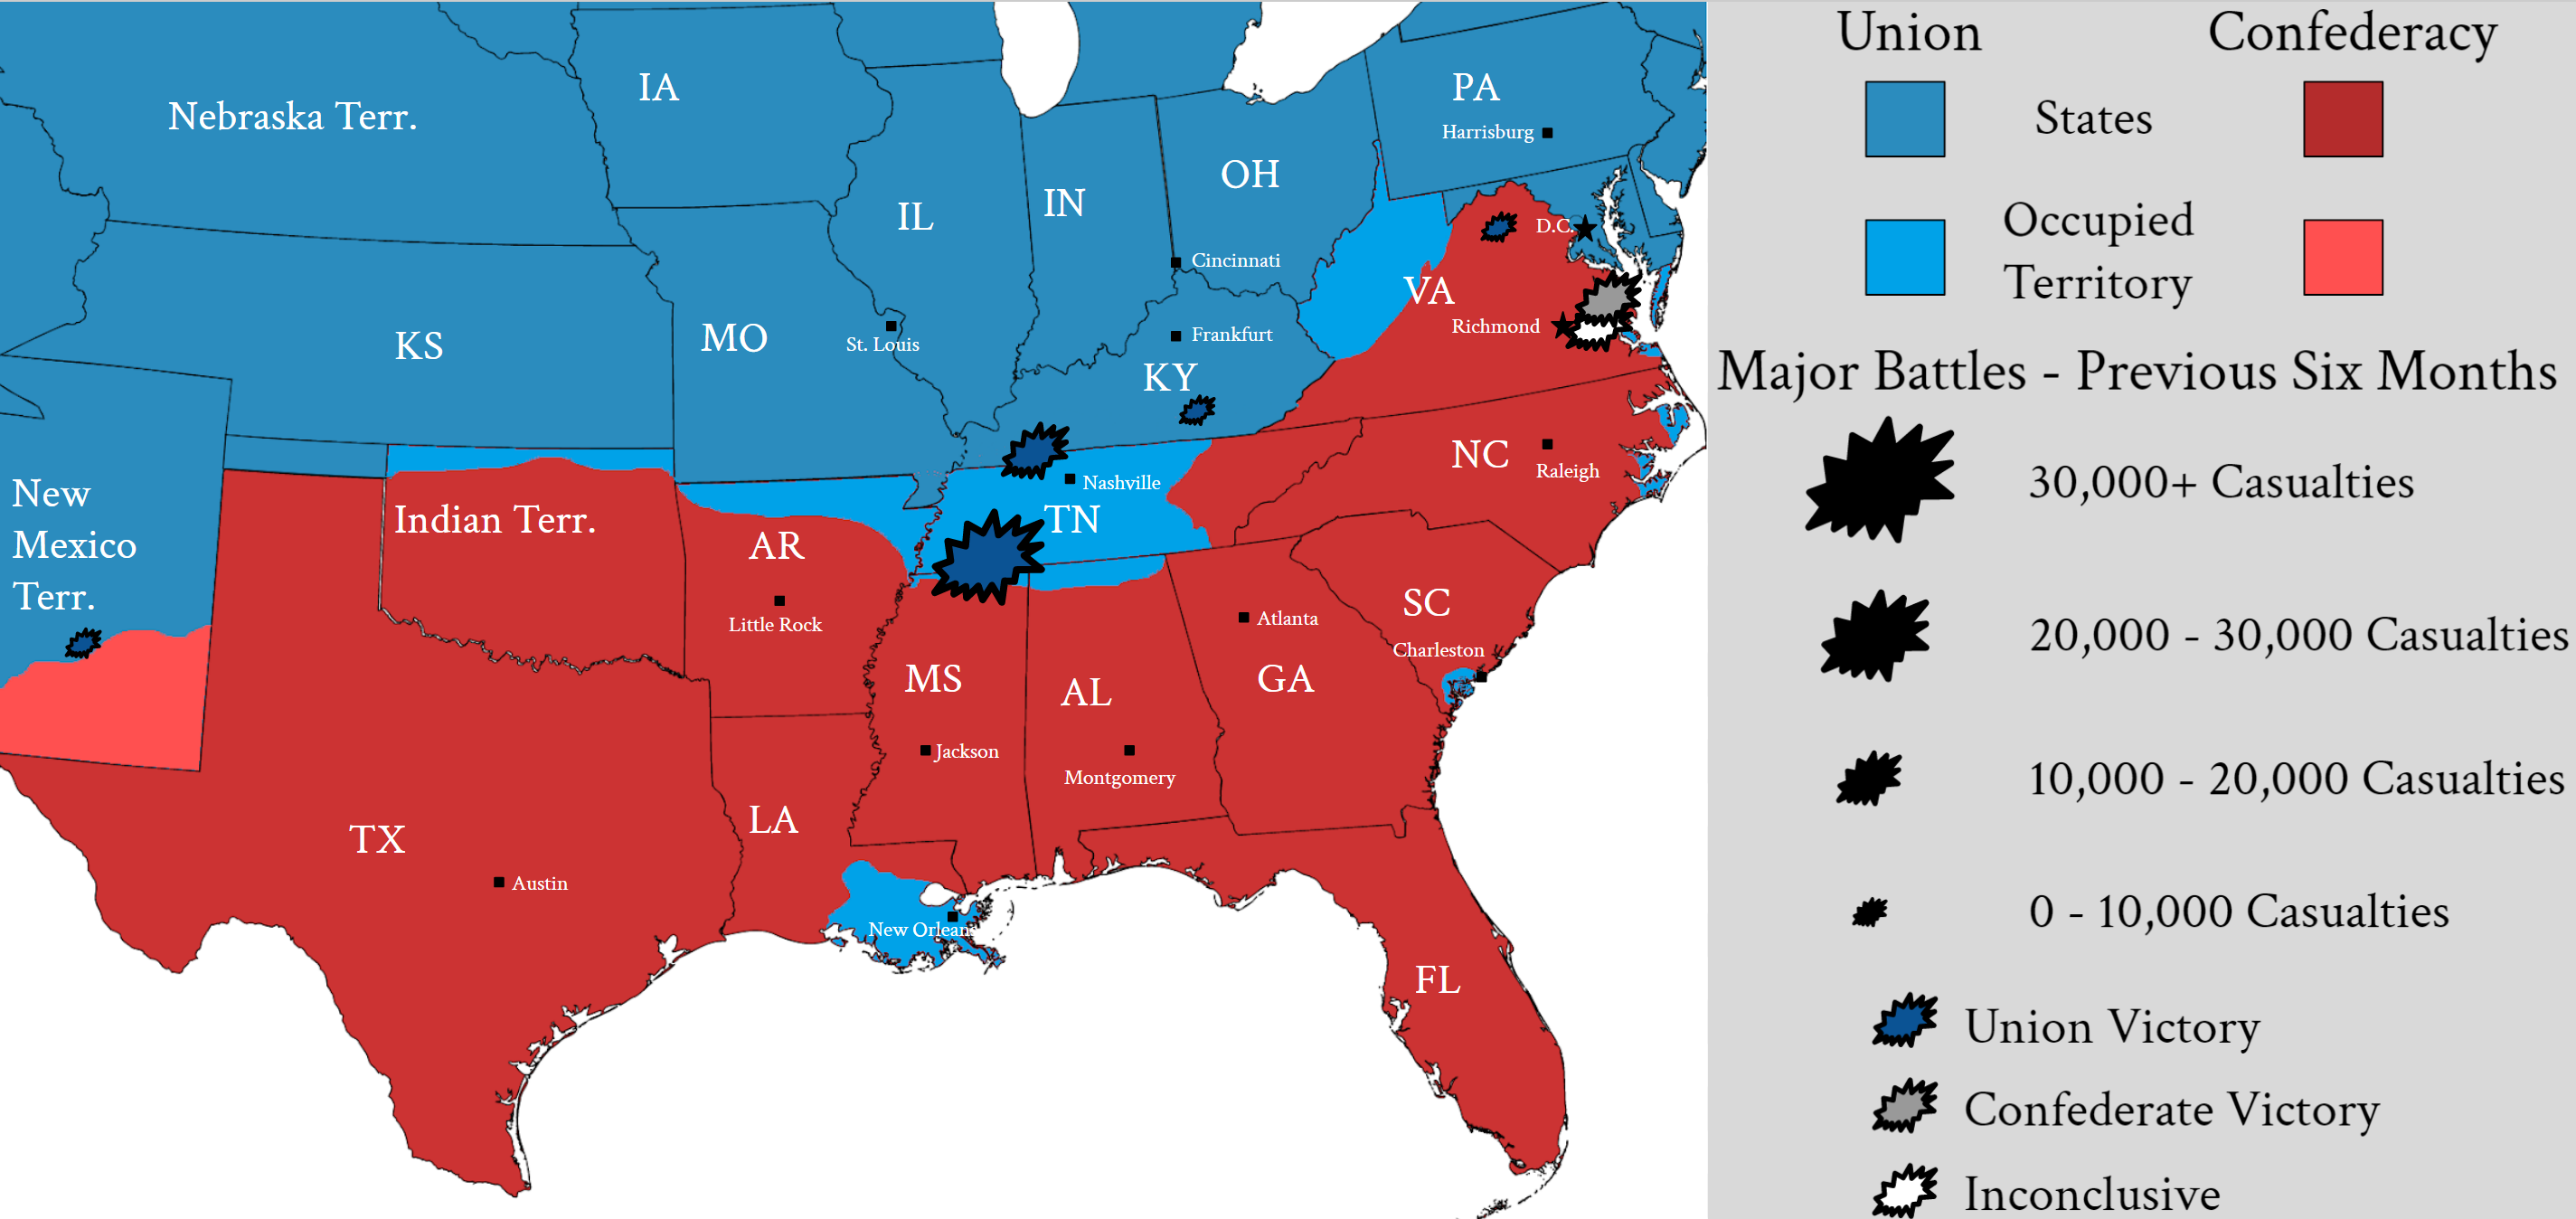 Nebraska Terr.
IA
PA
Harrisburg
OH
IN
IL
Cincinnati
D.C.
VA
Richmond
KS
MO
St. Louis
Frankfurt
KY
New
Mexico
Terr.
Indian Terr.
AR
Little Rock
Nashville
TN
NC
Raleigh
SC
Charleston
Atlanta
GA
MS
AL
Jackson
Montgomery
TX
Austin
LA
New Orleans
FL
Union
Confederacy
States
Occupied
Territory
Major Battles - Previous Six Months
30,000+ Casualties
20,000 - 30,000 Casualties
10,000 - 20,000 Casualties
0 - 10,000 Casualties
Union Victory
Confederate Victory
Inconclusive